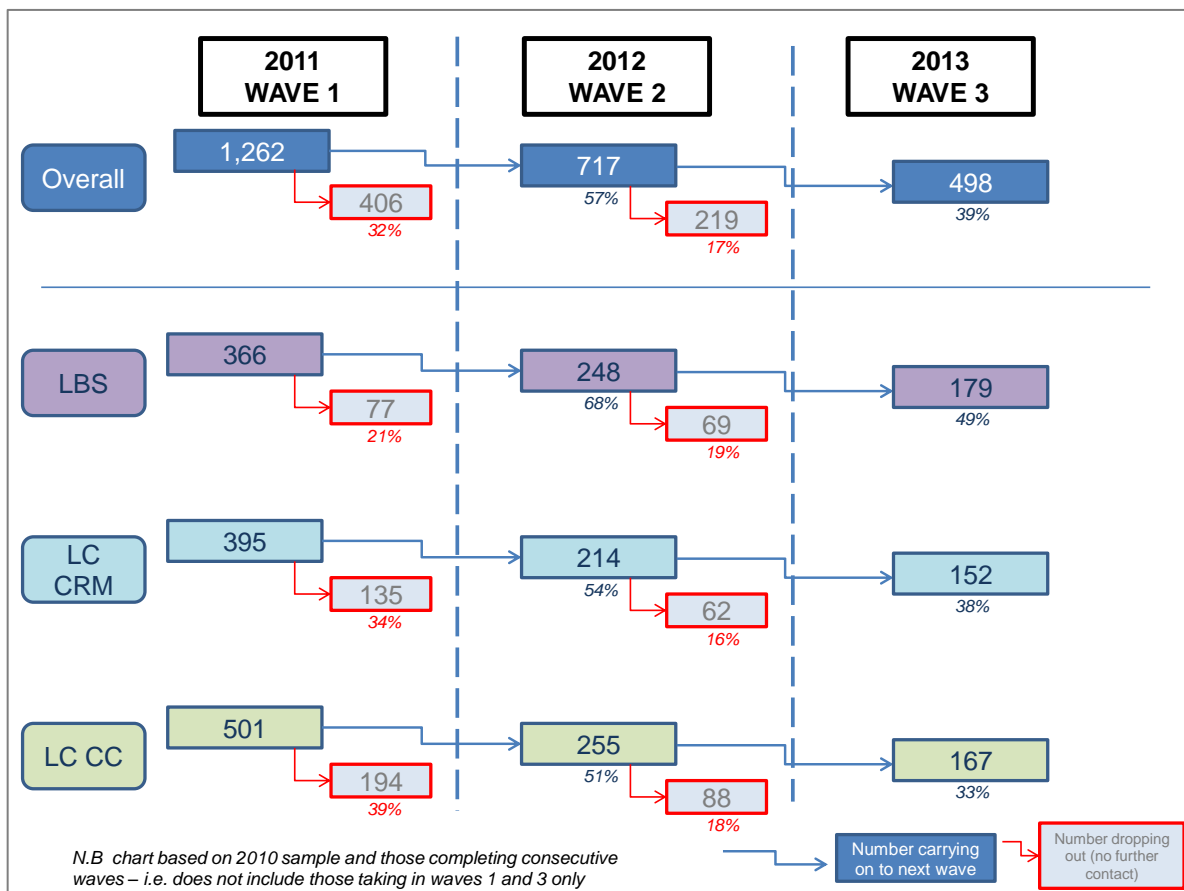 2011
WAVE 1
2012
WAVE 2
2013
WAVE 3
Overall
1,262
406
32%
717
57%
219
17%
498
39%
LBS
366
77
21%
248
68%
69
19%
179
49%
LC
CRM
395
135
34%
214
54%
62
16%
152
38%
LC CC
501
194
39%
255
51%
88
18%
167
33%
N.B chart based on 2010 sample and those completing consecutive
waves – i.e. does not include those taking in waves 1 and 3 only
Number carrying
on to next wave
Number dropping
out (no further
contact)